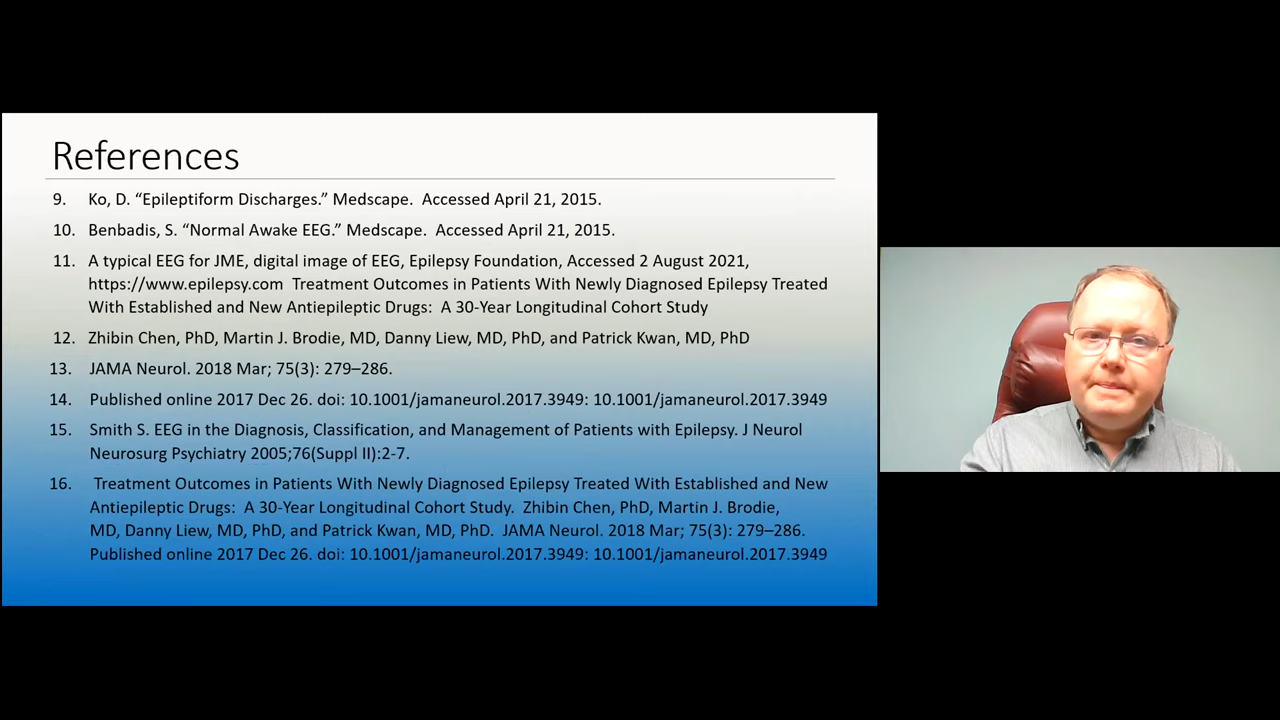 References
9. Ko, D. “Epileptiform Discharges.” Medscape. Accessed April 21, 2015.
10. Benbadis, S. “Normal Awake EEG.” Medscape. Accessed April 21, 2015.
11. A typical EEG for JME, digital image of EEG, Epilepsy Foundation, Accessed 2 August 2021,
https://www.epilepsy.com Treatment Outcomes in Patients With Newly Diagnosed Epilepsy Treated
With Established and New Antiepileptic Drugs: A 30-Year Longitudinal Cohort Study
12. Zhibin Chen, PhD, Martin J. Brodie, MD, Danny Liew, MD, PhD, and Patrick Kwan, MD, PhD
13. JAMA Neurol. 2018 Mar; 75(3): 279–286.
14. Published online 2017 Dec 26. doi: 10.1001/jamaneurol.2017.3949: 10.1001/jamaneurol.2017.3949
15. Smith S. EEG in the Diagnosis, Classification, and Management of Patients with Epilepsy. J Neurol
Neurosurg Psychiatry 2005;76(Suppl II):2-7.
16. Treatment Outcomes in Patients With Newly Diagnosed Epilepsy Treated With Established and New
Antiepileptic Drugs: A 30-Year Longitudinal Cohort Study. Zhibin Chen, PhD, Martin J. Brodie,
MD, Danny Liew, MD, PhD, and Patrick Kwan, MD, PhD. JAMA Neurol. 2018 Mar; 75(3): 279–286.
Published online 2017 Dec 26. doi: 10.1001/jamaneurol.2017.3949: 10.1001/jamaneurol.2017.3949